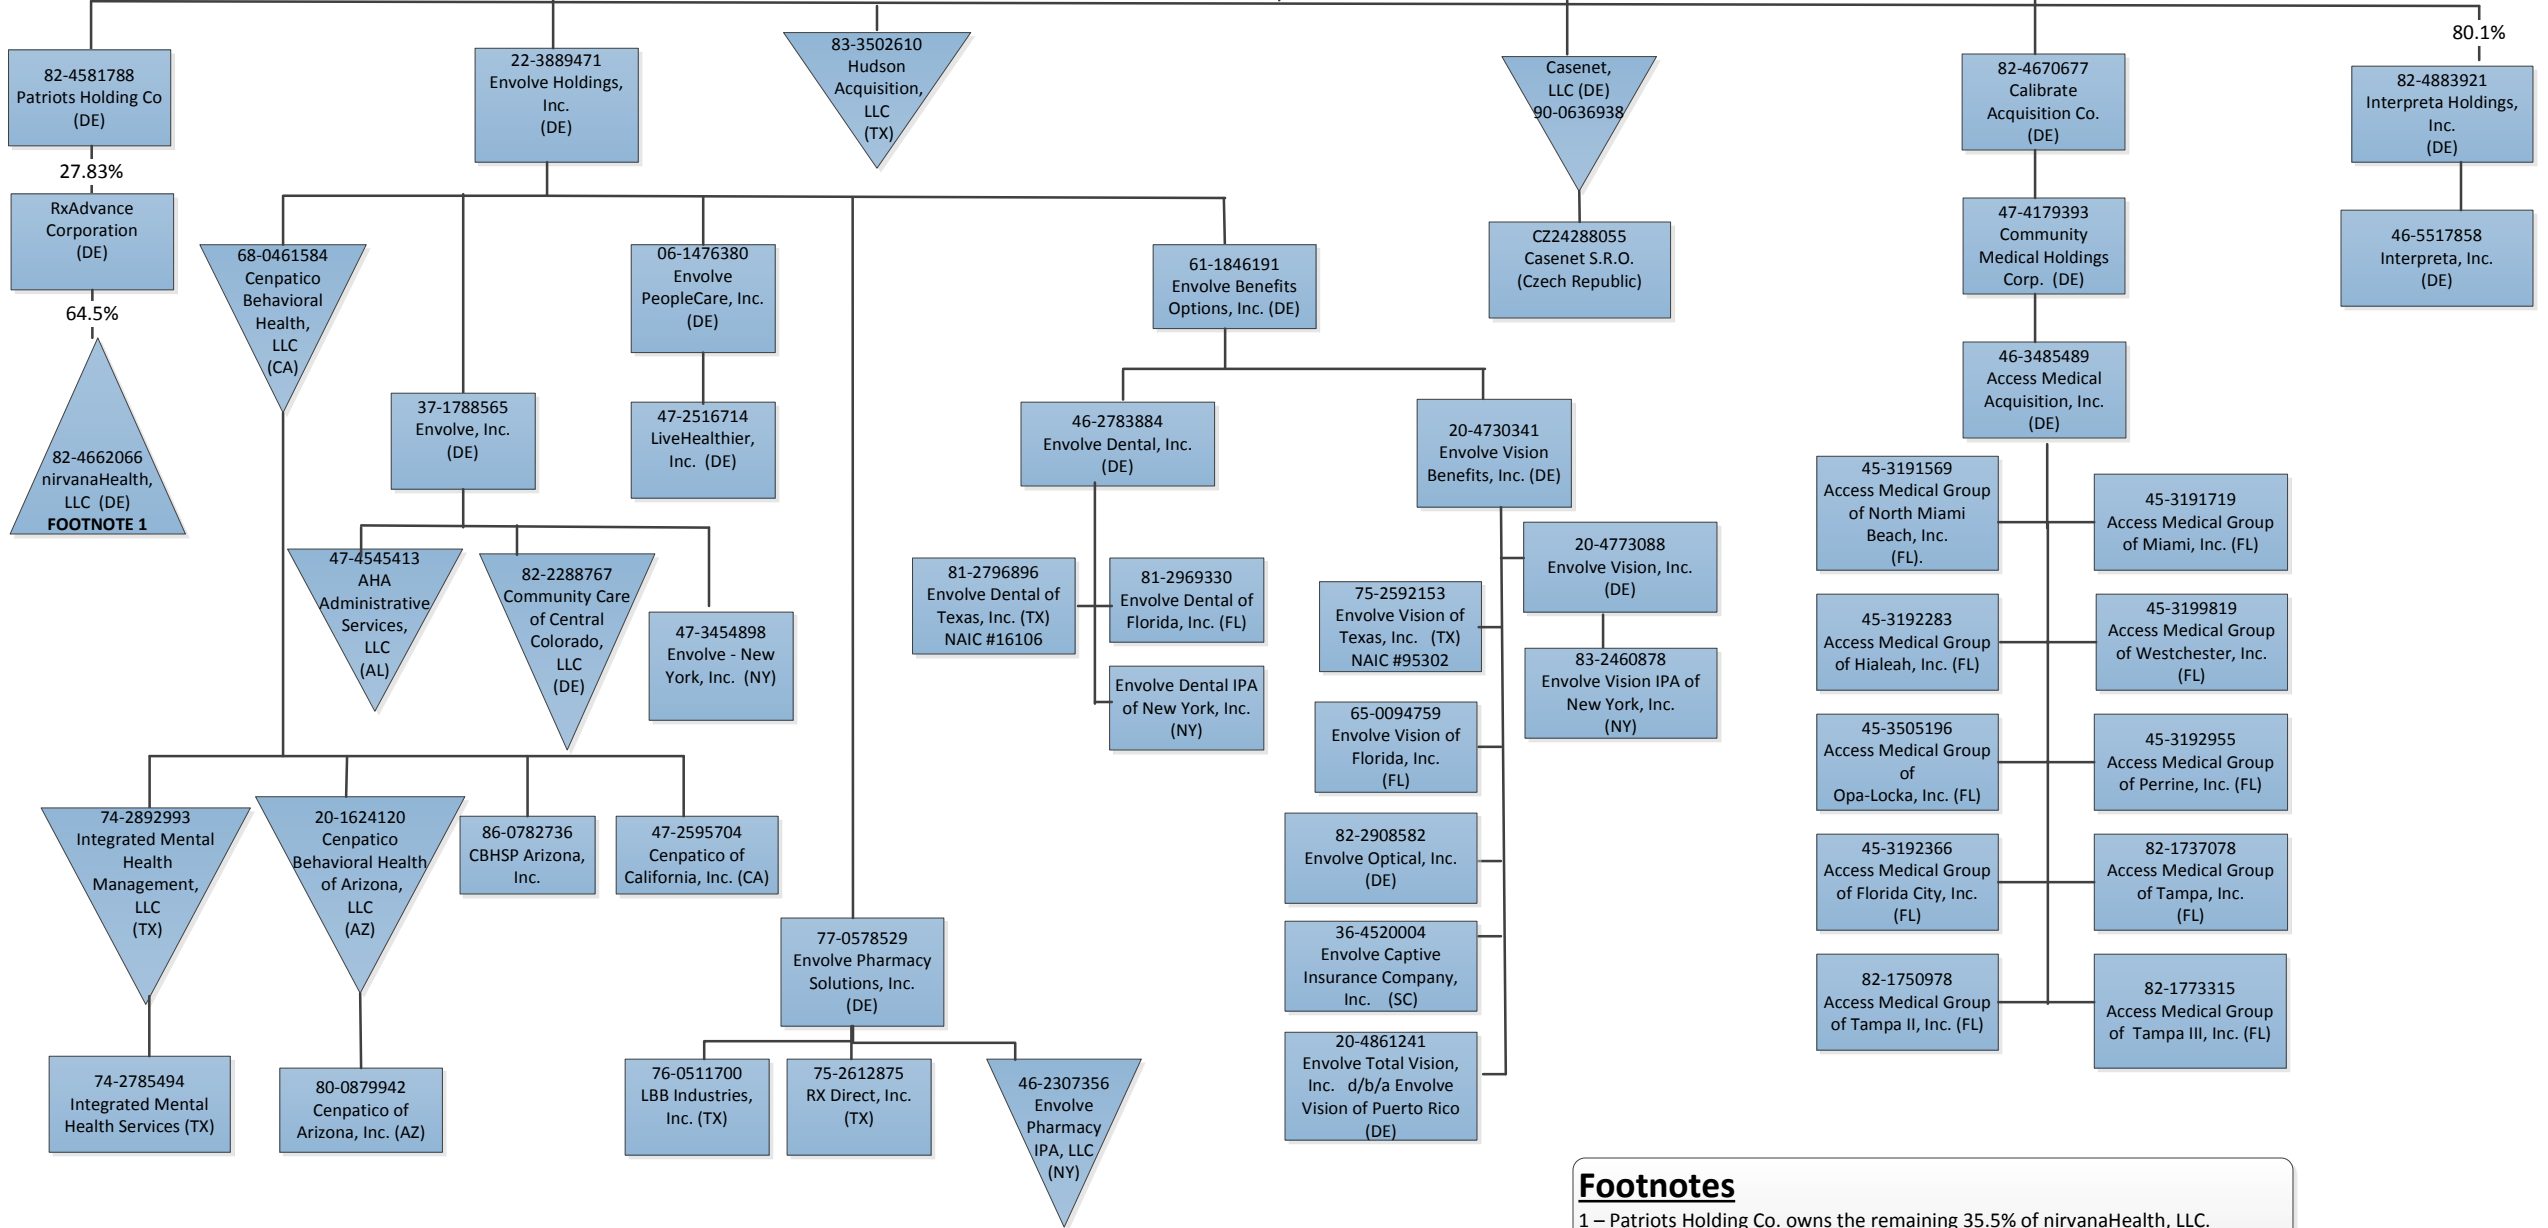 80.1%
82-4581788
Patriots Holding Co
(DE)
27.83%
RxAdvance
Corporation
(DE)
64.5%
82-4662066
nirvanaHealth,
LLC (DE)
FOOTNOTE 1
22-3889471
Envolve Holdings,
Inc.
(DE)
83-3502610
Hudson
Acquisition,
LLC
(TX)
Casenet,
LLC (DE)
90-0636938
CZ24288055
Casenet S.R.O.
(Czech Republic)
82-4670677
Calibrate
Acquisition Co.
(DE)
47-4179393
Community
Medical Holdings
Corp. (DE)
46-3485489
Access Medical
Acquisition, Inc.
(DE)
82-4883921
Interpreta Holdings,
Inc.
(DE)
46-5517858
Interpreta, Inc.
(DE)
68-0461584
Cenpatico
Behavioral
Health,
LLC
(CA)
37-1788565
Envolve, Inc.
(DE)
06-1476380
Envolve
PeopleCare, Inc.
(DE)
47-2516714
LiveHealthier,
Inc. (DE)
61-1846191
Envolve Benefits
Options, Inc. (DE)
46-2783884
Envolve Dental, Inc.
(DE)
20-4730341
Envolve Vision
Benefits, Inc. (DE)
47-4545413
AHA
Administrative
Services,
LLC
(AL)
82-2288767
Community Care
of Central
Colorado,
LLC
(DE)
47-3454898
Envolve - New
York, Inc. (NY)
81-2796896
Envolve Dental of
Texas, Inc. (TX)
NAIC #16106
81-2969330
Envolve Dental of
Florida, Inc. (FL)
Envolve Dental IPA
of New York, Inc.
(NY)
75-2592153
Envolve Vision of
Texas, Inc. (TX)
NAIC #95302
20-4773088
Envolve Vision, Inc.
(DE)
83-2460878
Envolve Vision IPA of
New York, Inc.
(NY)
65-0094759
Envolve Vision of
Florida, Inc.
(FL)
82-2908582
Envolve Optical, Inc.
(DE)
36-4520004
Envolve Captive
Insurance Company,
Inc. (SC)
20-4861241
Envolve Total Vision,
Inc. d/b/a Envolve
Vision of Puerto Rico
(DE)
45-3191569
Access Medical Group
of North Miami
Beach, Inc.
(FL).
45-3191719
Access Medical Group
of Miami, Inc. (FL)
45-3192283
Access Medical Group
of Hialeah, Inc. (FL)
45-3199819
Access Medical Group
of Westchester, Inc.
(FL)
45-3505196
Access Medical Group
of
Opa-Locka, Inc. (FL)
45-3192955
Access Medical Group
of Perrine, Inc. (FL)
45-3192366
Access Medical Group
of Florida City, Inc.
(FL)
82-1737078
Access Medical Group
of Tampa, Inc.
(FL)
82-1750978
Access Medical Group
of Tampa II, Inc. (FL)
82-1773315
Access Medical Group
of Tampa III, Inc. (FL)
74-2892993
Integrated Mental
Health
Management,
LLC
(TX)
20-1624120
Cenpatico
Behavioral Health
of Arizona,
LLC
(AZ)
86-0782736
CBHSP Arizona,
Inc.
47-2595704
Cenpatico of
California, Inc. (CA)
74-2785494
Integrated Mental
Health Services (TX)
80-0879942
Cenpatico of
Arizona, Inc. (AZ)
77-0578529
Envolve Pharmacy
Solutions, Inc.
(DE)
76-0511700
LBB Industries,
Inc. (TX)
75-2612875
RX Direct, Inc.
(TX)
46-2307356
Envolve
Pharmacy
IPA, LLC
(NY)
Footnotes
1 – Patriots Holding Co. owns the remaining 35.5% of nirvanaHealth, LLC.